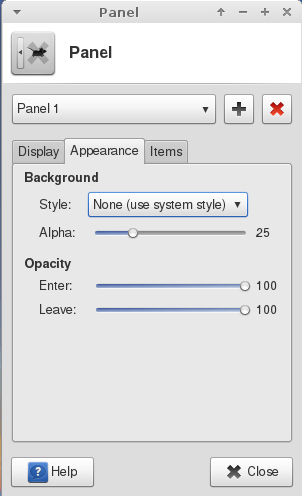 Panel
Panel
Panel 1
Display Appearance Items
Background
Style: None (use system style)
Alpha: 25
Opacity
Enter: 100
Leave: 100
Help Close